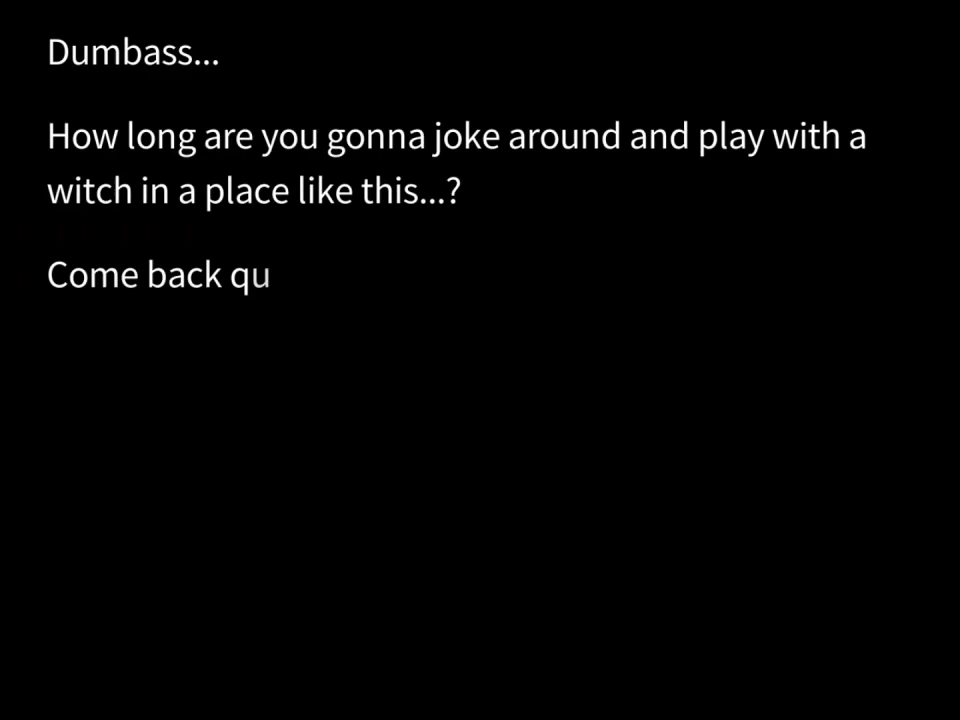 Dumbass...
How long are you gonna joke around and play with a
witch in a place like this...?
Come back qu